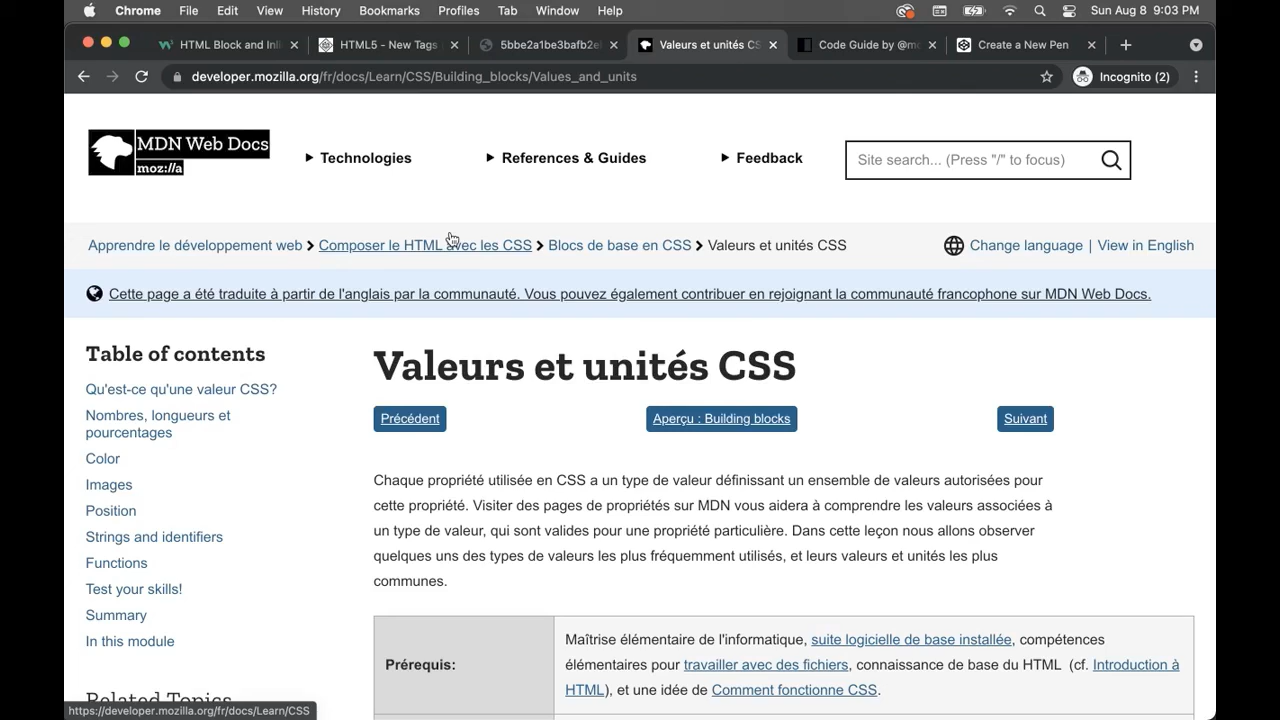 Chrome File Edit View History Bookmarks Profiles Tab Window Help Sun Aug 8 9:03 PM
HTML Block and Inli × HTML5 - New Tags × 5bbe2a1be3bafb2e × Valeurs et unités CS × Code Guide by @m × Create a New Pen × +
developer.mozilla.org/fr/docs/Learn/CSS/Building_blocks/Values_and_units Incognito (2)
MDN Web Docs
moz://a
Technologies References & Guides Feedback Site search... (Press "/" to focus)
Apprendre le développement web Composer le HTML avec les CSS Blocs de base en CSS Valeurs et unités CSS Change language | View in English
Cette page a été traduite à partir de l'anglais par la communauté. Vous pouvez également contribuer en rejoignant la communauté francophone sur MDN Web Docs.
Table of contents
Qu'est-ce qu'une valeur CSS?
Nombres, longueurs et
pourcentages
Color
Images
Position
Strings and identifiers
Functions
Test your skills!
Summary
In this module
Related Topics
https://developer.mozilla.org/fr/docs/Learn/CSS
Valeurs et unités CSS
Précédent Aperçu : Building blocks Suivant
Chaque propriété utilisée en CSS a un type de valeur définissant un ensemble de valeurs autorisées pour
cette propriété. Visiter des pages de propriétés sur MDN vous aidera à comprendre les valeurs associées à
un type de valeur, qui sont valides pour une propriété particulière. Dans cette leçon nous allons observer
quelques uns des types de valeurs les plus fréquemment utilisés, et leurs valeurs et unités les plus
communes.
Prérequis:
Maîtrise élémentaire de l'informatique, suite logicielle de base installée, compétences
élémentaires pour travailler avec des fichiers, connaissance de base du HTML (cf. Introduction à
HTML), et une idée de Comment fonctionne CSS.